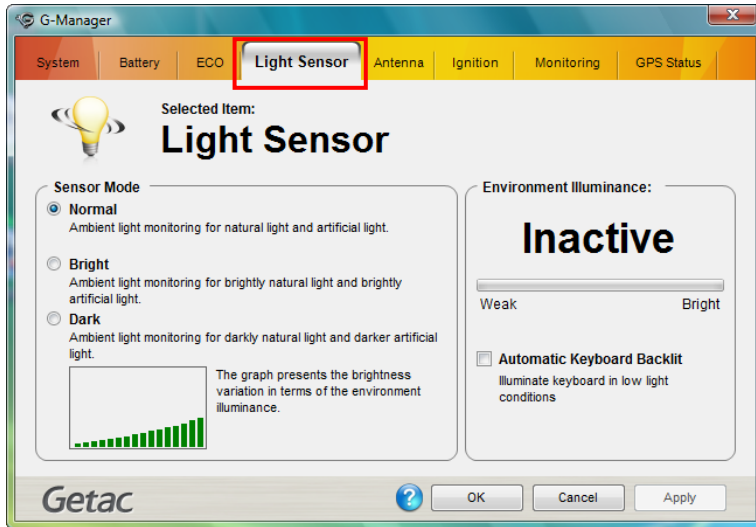 G-Manager
System Battery ECO Light Sensor Antenna Ignition Monitoring GPS Status
Selected Item:
Light Sensor
Sensor Mode
Normal
Ambient light monitoring for natural light and artificial light.
Bright
Ambient light monitoring for brightly natural light and brightly
artificial light.
Dark
Ambient light monitoring for darkly natural light and darker artificial
light.
The graph presents the brightness
variation in terms of the environment
illuminance.
Environment Illuminance:
Inactive
Weak Bright
Automatic Keyboard Backlit
Illuminate keyboard in low light
conditions
Getac ? OK Cancel Apply